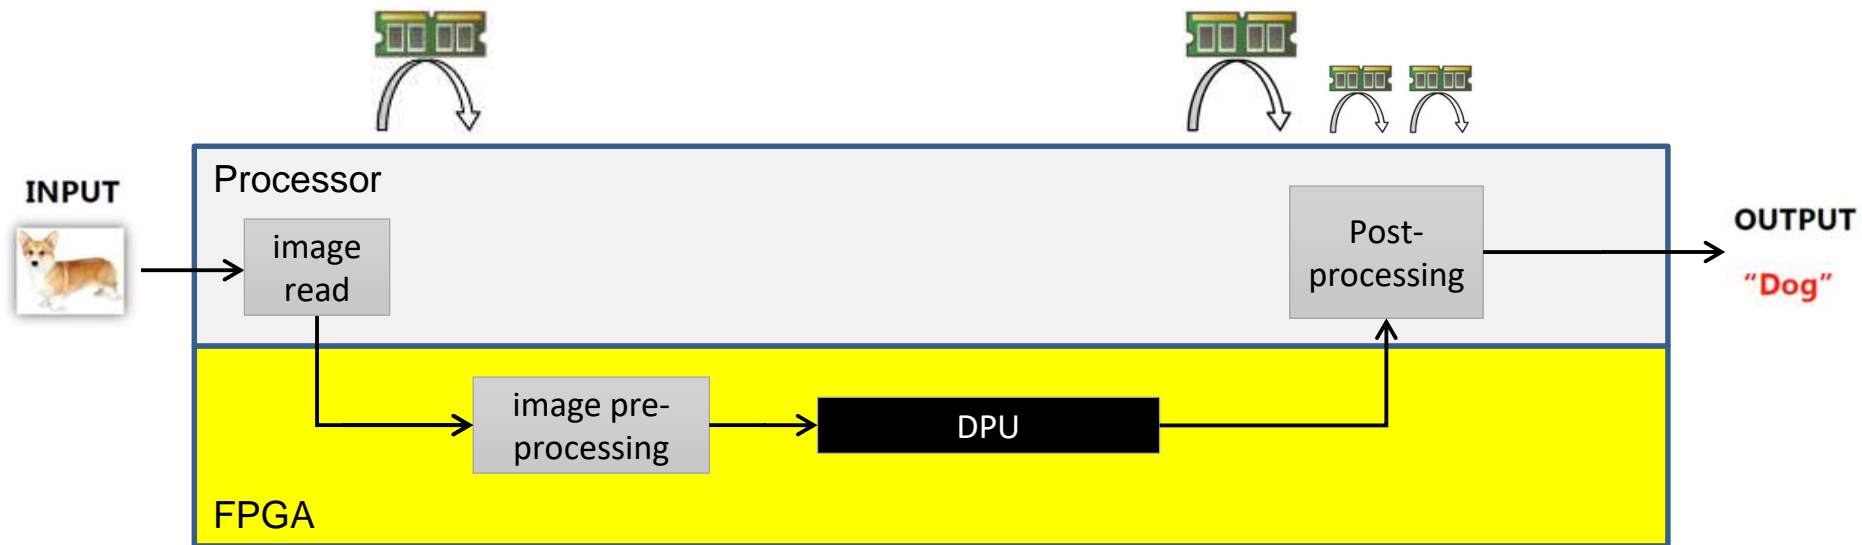 INPUT
Processor
image
read
image pre-
processing
DPU
FPGA
Post-
processing
OUTPUT
“Dog”